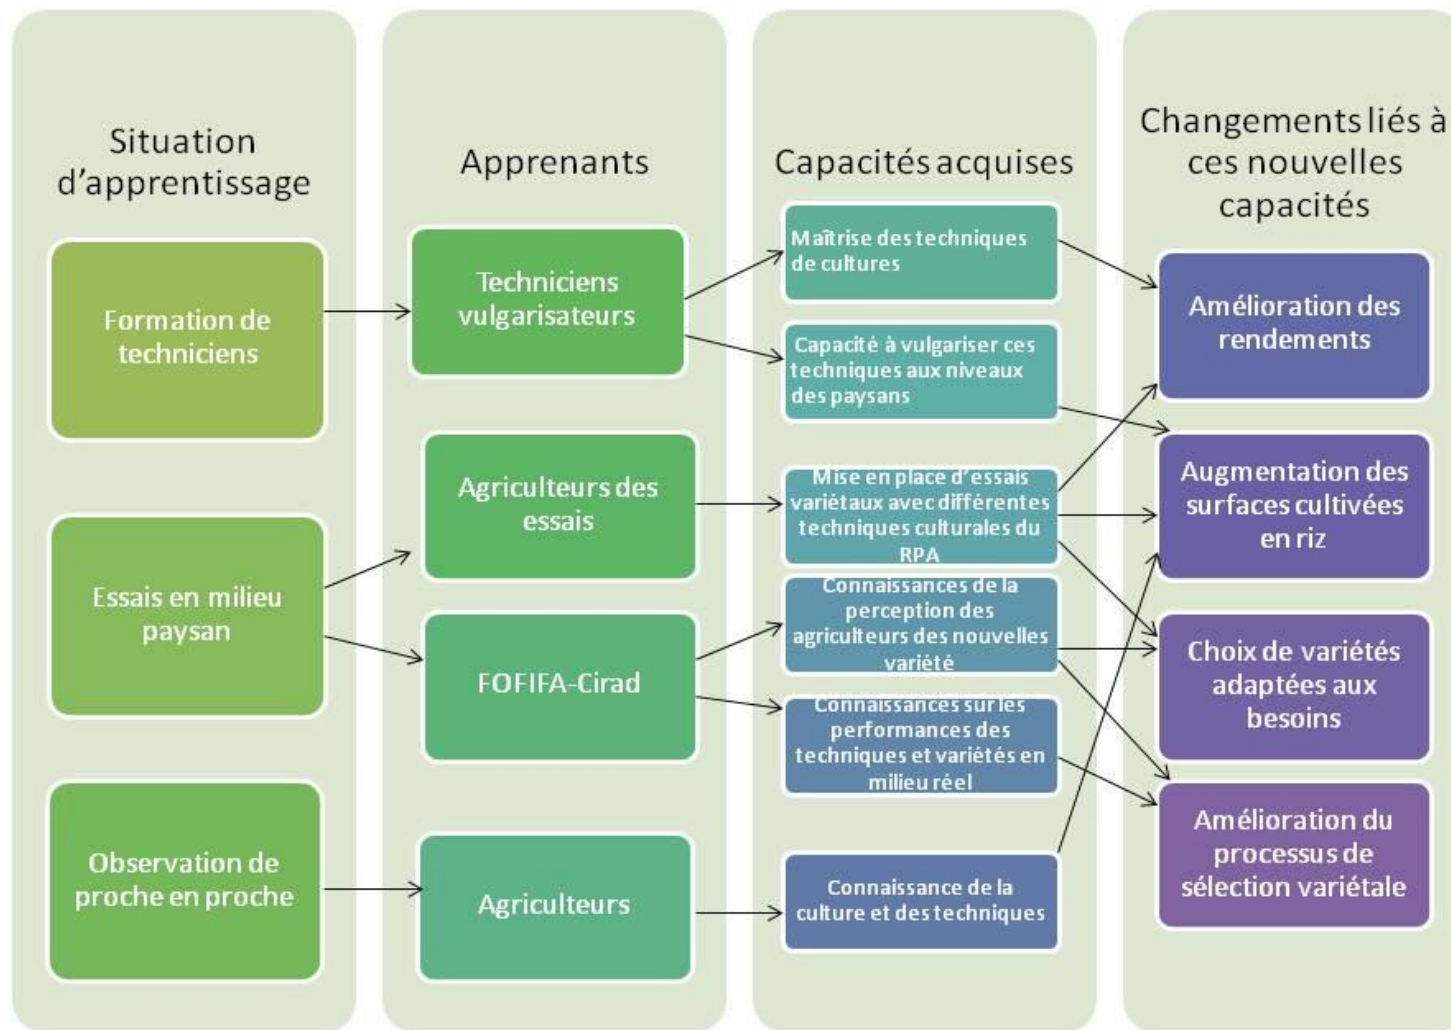 Situation
d'apprentissage
Formation de
techniciens
Essais en milieu
paysan
Observation de
proche en proche
Apprenants
Techniciens
vulgarisateurs
Agriculteurs des
essais
FOFIFA-Cirad
Agriculteurs
Capacités acquises
Maîtrise des techniques
de cultures
Capacité à vulgariser ces
techniques aux niveaux
des paysans
Mise en place d'essais
variétaux avec différentes
techniques culturales du
RPA
Connaissances de la
perception des
agriculteurs des nouvelles
variété
Connaissances sur les
performances des
techniques et variétés en
milieu réel
Connaissance de la
culture et des techniques
Changements liés à
ces nouvelles
capacités
Amélioration des
rendements
Augmentation des
surfaces cultivées
en riz
Choix de variétés
adaptées aux
besoins
Amélioration du
processus de
sélection variétale